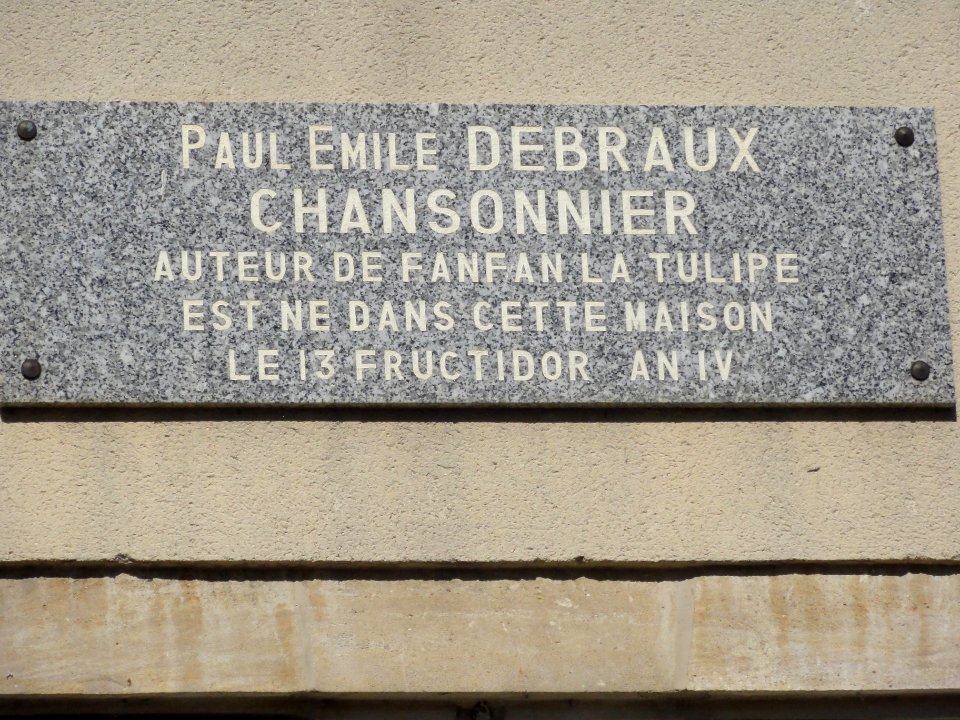 PAUL EMILE DEBRAUX
CHANSONNIER
AUTEUR DE FANFAN LA TULIPE
EST NE DANS CETTE MAISON
LE 13 FRUCTIDOR AN IV